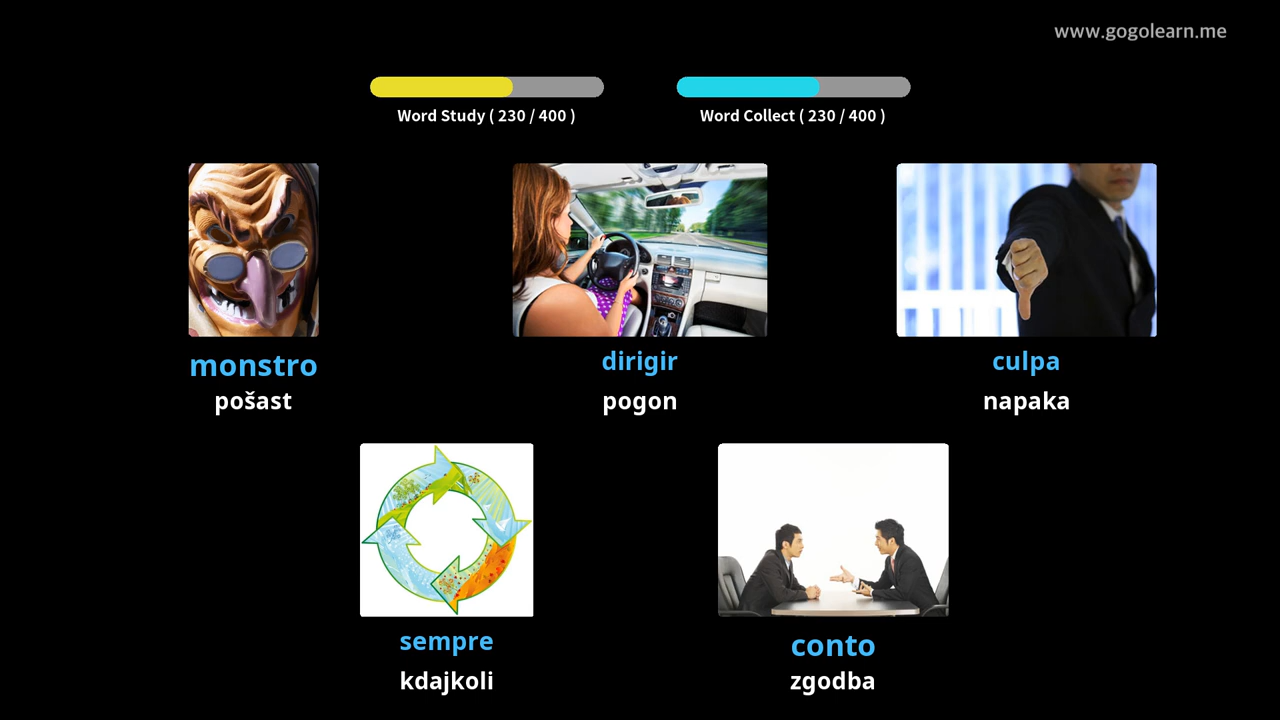 www.gogolearn.me
Word Study ( 230 / 400 )
Word Collect ( 230 / 400 )
monstro
pošast
dirigir
pogon
culpa
napaka
sempre
kdajkoli
conto
zgodba